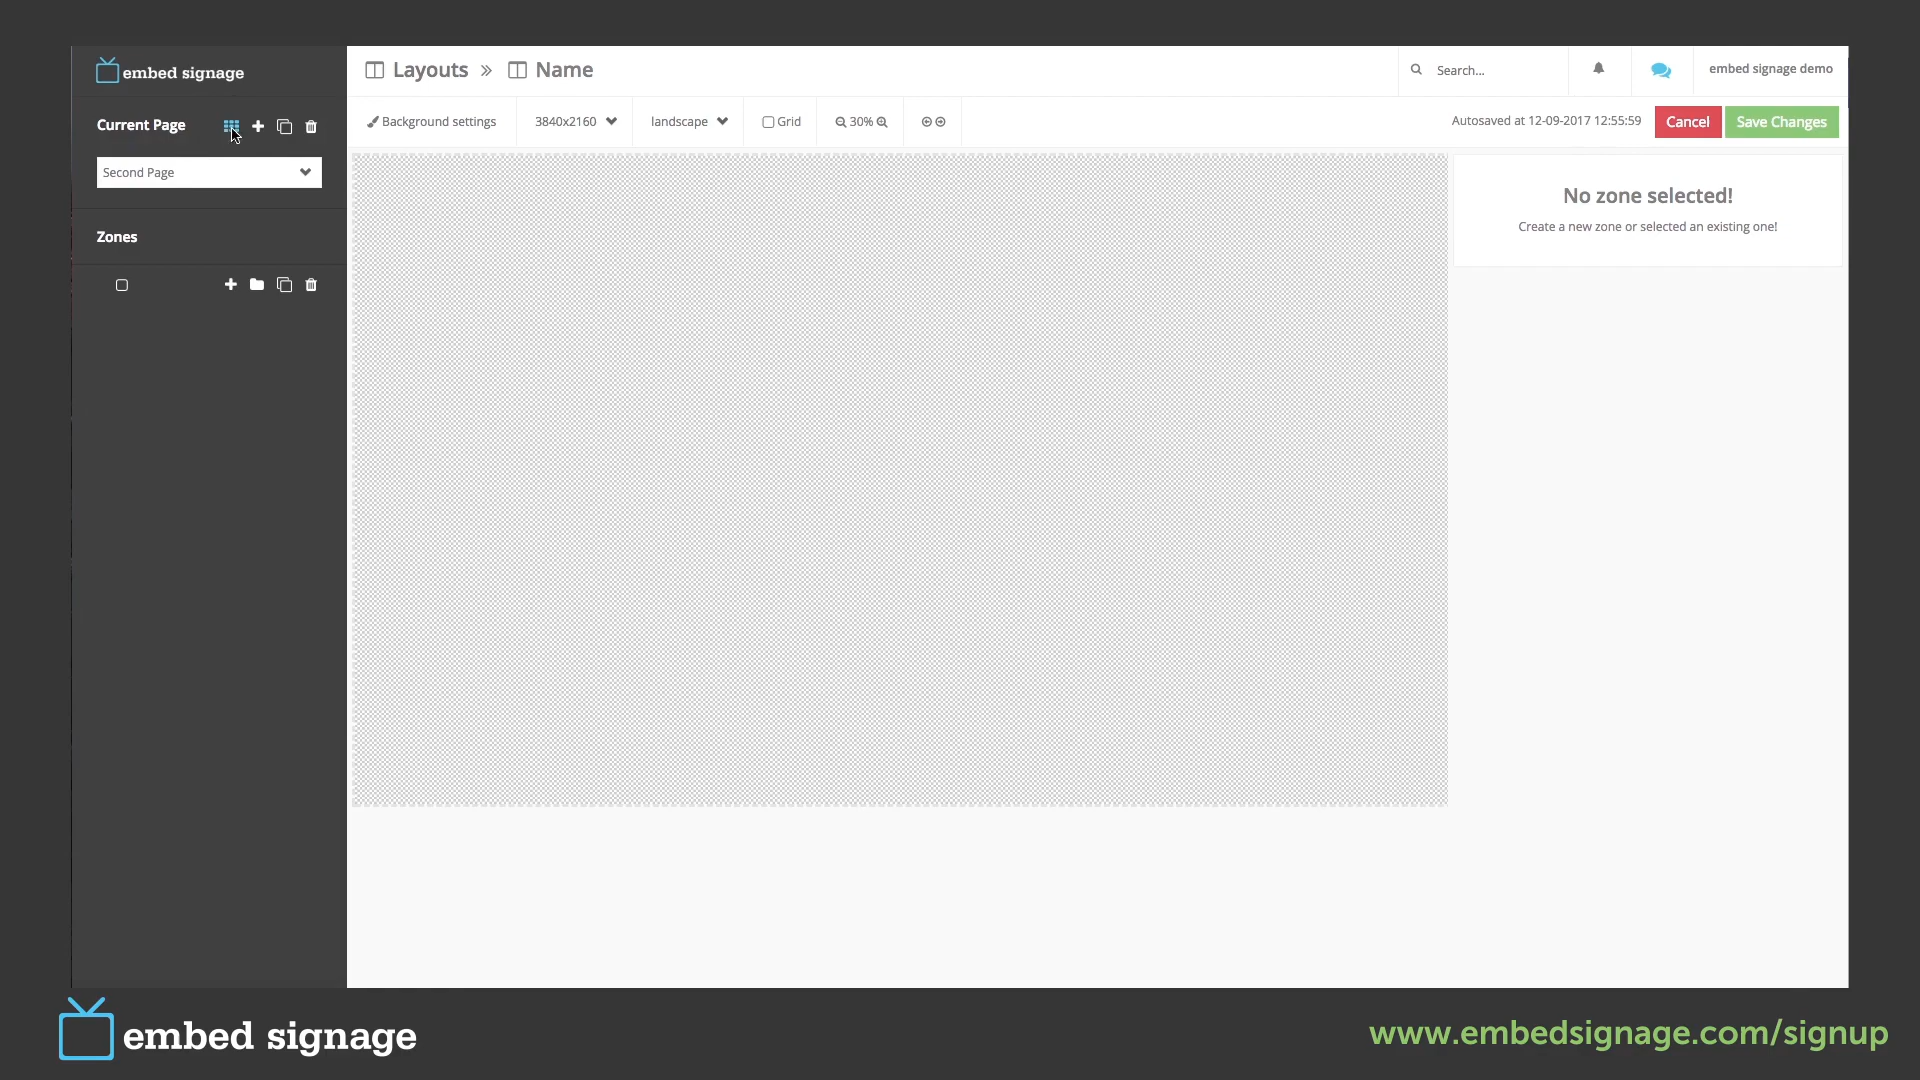 embed signage
Layouts » Name
Search...
embed signage demo
Current Page
Background settings
3840x2160
landscape
Grid
30%
Autosaved at 12-09-2017 12:55:59
Cancel
Save Changes
Second Page
No zone selected!
Create a new zone or selected an existing one!
Zones
embed signage
www.embedsignage.com/signup